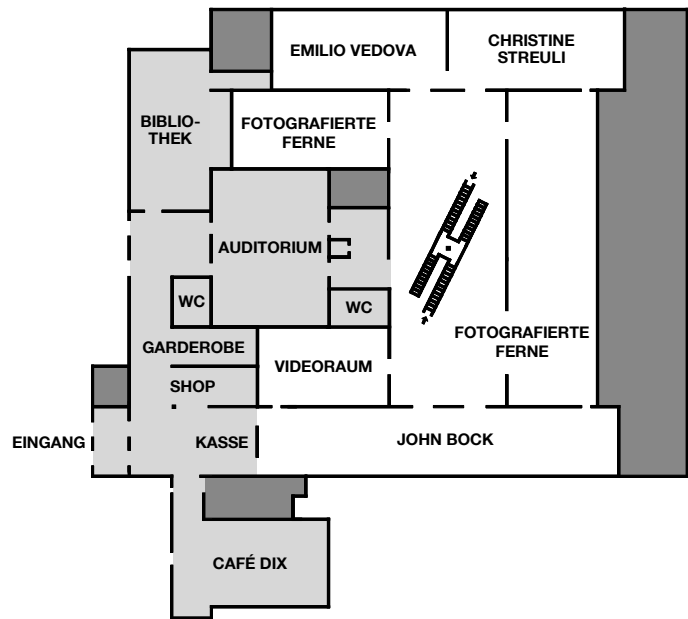 EMILIO VEDOVA
CHRISTINE
STREULI
BIBLIO-
THEK
FOTOGRAFIERTE
FERNE
AUDITORIUM
WC
WC
GARDEROBE
VIDEORAUM
FOTOGRAFIERTE
FERNE
SHOP
EINGANG
KASSE
JOHN BOCK
CAFÉ DIX